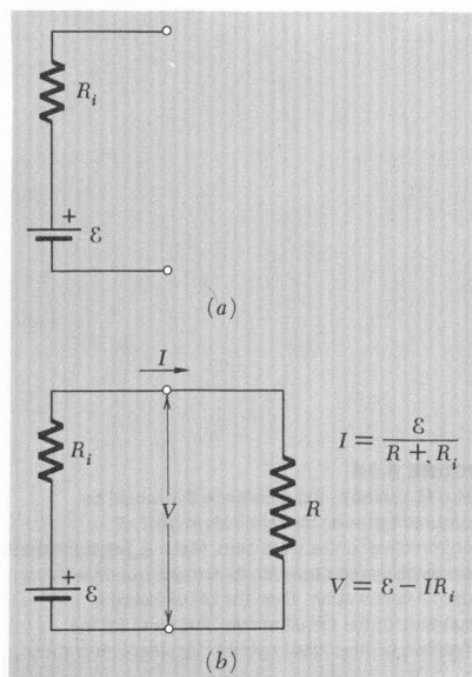 R_i
+
ℰ
(a)
I
R_i
V
R
I = ℰ / (R + R_i)
+
ℰ
V = ℰ − IR_i
(b)